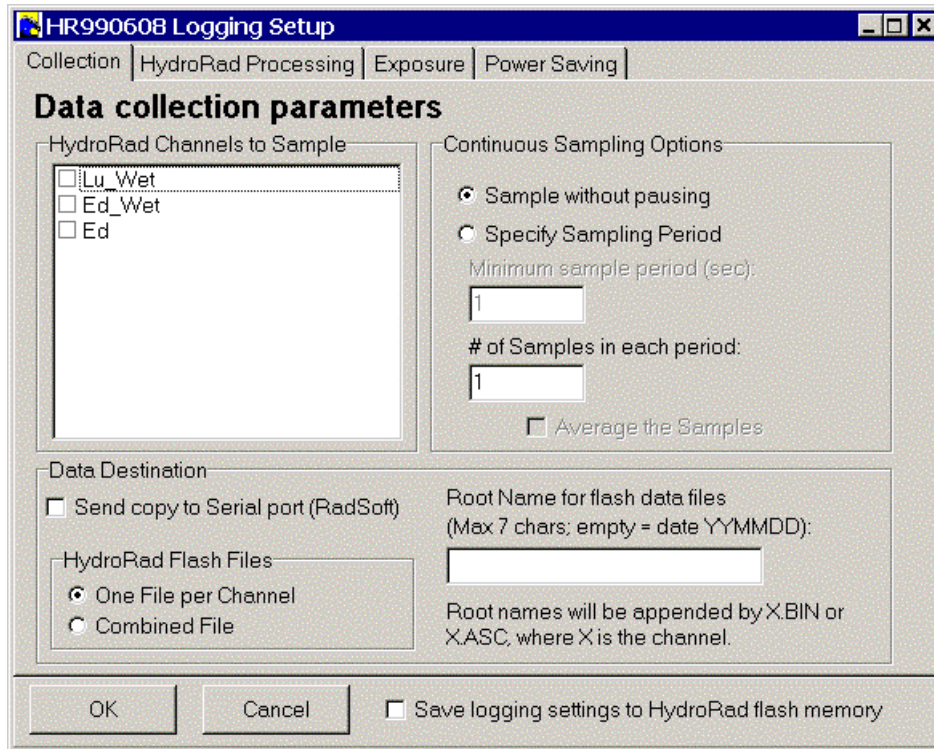 HR990608 Logging Setup
Collection HydroRad Processing Exposure Power Saving
Data collection parameters
HydroRad Channels to Sample
Lu_Wet
Ed_Wet
Ed
Continuous Sampling Options
Sample without pausing
Specify Sampling Period
Minimum sample period (sec):
1
# of Samples in each period:
1
Average the Samples
Data Destination
Send copy to Serial port (RadSoft)
HydroRad Flash Files
One File per Channel
Combined File
Root Name for flash data files
(Max 7 chars; empty = date YYMMDD):
Root names will be appended by X.BIN or
X.ASC, where X is the channel.
OK Cancel Save logging settings to HydroRad flash memory